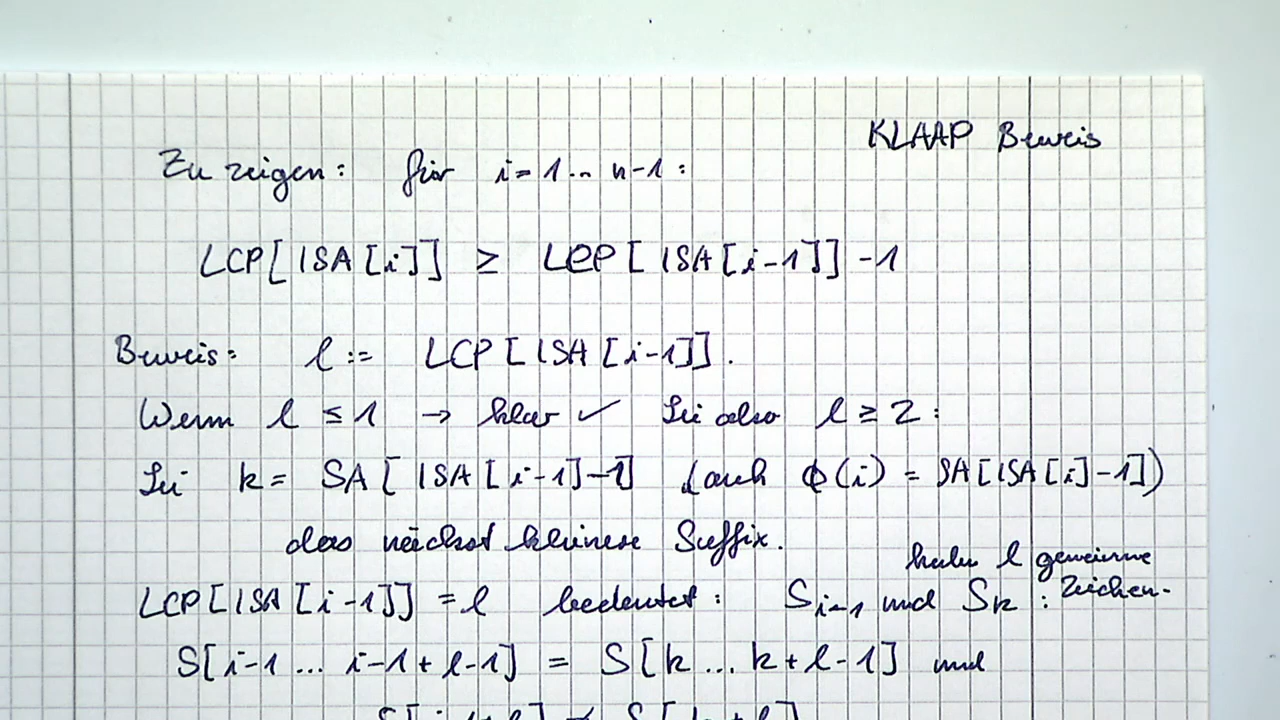 KLAAP Beweis
Zu zeigen: für i=1... n-1:
LCP[ISA[i]] ≥ LCP[ISA[i-1]] -1
Beweis: l := LCP[ISA[i-1]].
Wenn l ≤ 1 → klar ✓ Sei also l ≥ 2:
Sei k = SA[ISA[i-1]-1] (auch Φ(i) = SA[ISA[i]-1])
das nächst kleinere Suffix.
haben l gemeinsame
LCP[ISA[i-1]] = l bedeutet: S_{i-1} und S_k : Zeichen.
S[i-1 ... i-1+l-1] = S[k ... k+l-1] und